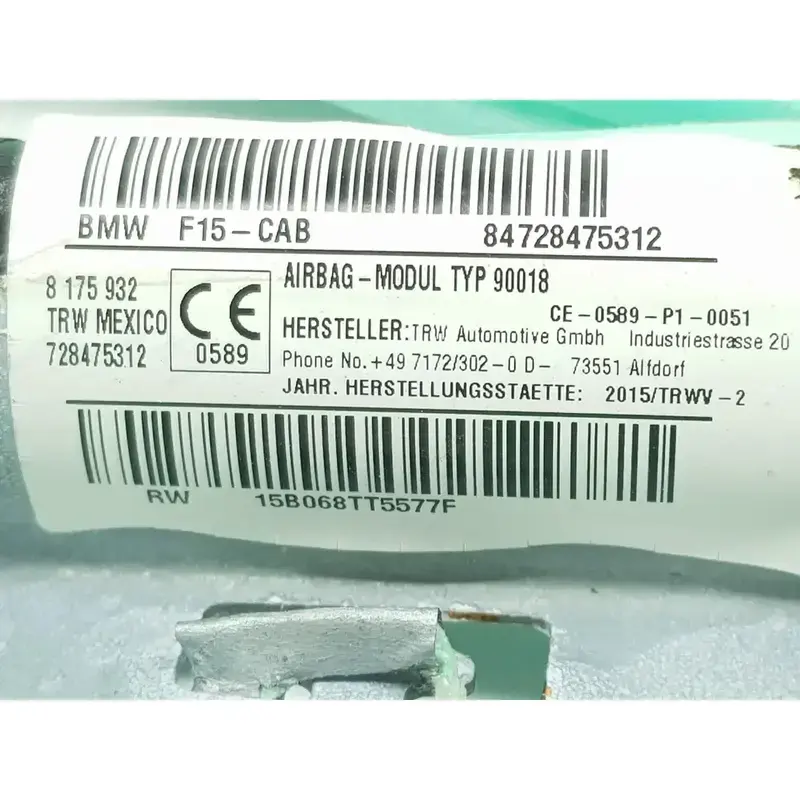 BMW F15-CAB 84728475312
8 175 932
TRW MEXICO
728475312
CE
0589
AIRBAG-MODUL TYP 90018
CE-0589-P1-0051
HERSTELLER: TRW Automotive Gmbh Industriestrasse 20
Phone No. +49 7172/302-0 D- 73551 Alfdorf
JAHR. HERSTELLUNGSSTAETTE: 2015/TRWV-2
RW 15B068TT5577F